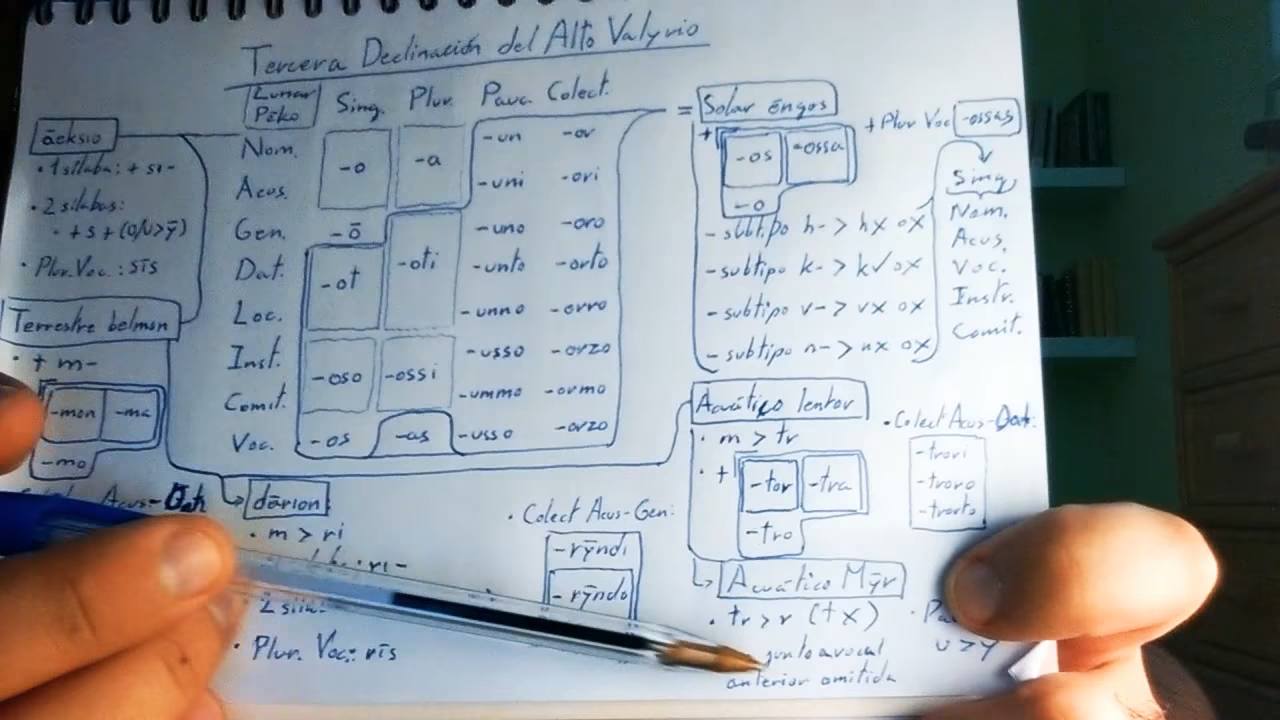 Tercera Declinación del Alto Valyrio
Lunar Pēko Sing. Plur. Pauc. Colect.
Nom. -o -a -un -or
Acus. -uni -ori
Gen. -ō -uno -oro
Dat. -ot -oti -unto -orto
Loc. -unno -orro
Inst. -oso -ossi -usso -orzo
Comit. -ummo -ormo
Voc. -os -as -usso -orzo
āeksio
• 1 sílaba: + si-
• 2 sílabas:
• +s+(o/u>ȳ)
• Plur. Voc.: sīs
Terrestre belmon
• + m-
-mon -ma
-mo
Acus-
dārion
• m > ri
• Plur. Voc.: rīs
• Colect Acus-Gen:
-rȳndi
-rȳndo
= Solar ēngos
+ Plur Voc -ossas
+ -os -ossa
-o
- subtipo h-> hx ox
- subtipo k-> k✓ ox
- subtipo v-> vx ox
- subtipo n-> nx ox
Sing.
Nom.
Acus.
Voc.
Instr.
Comit.
Acuático lentor
• m > tr
• + -tor -tra
-tro
• Colect Acus-Dat:
-trori
-troro
-trorto
Acuático Mȳr
• tr > r (tx)
junto a vocal
anterior omitida
u > y